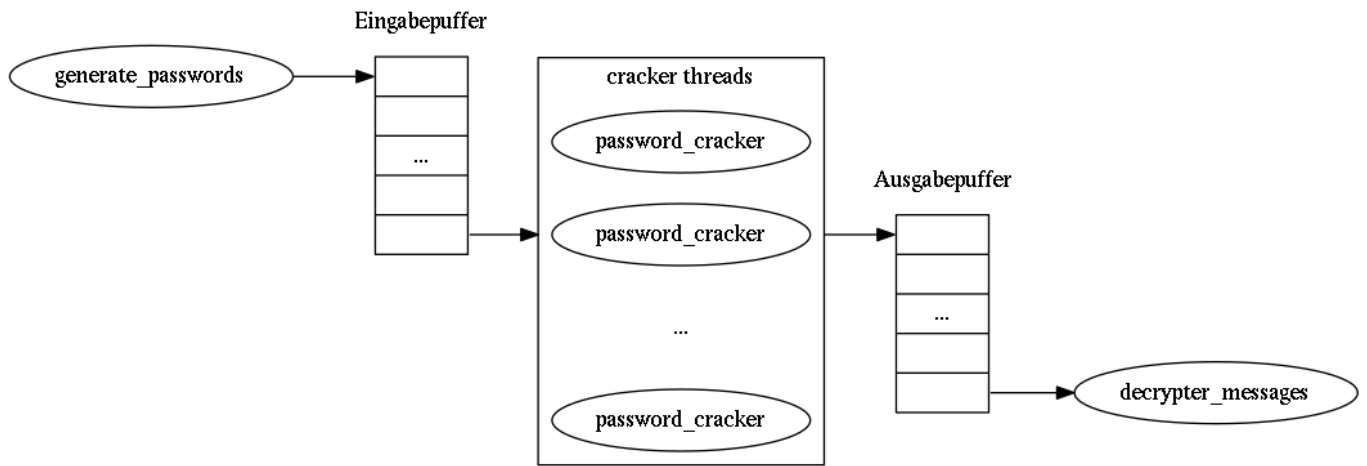 Eingabepuffer
generate_passwords
...
cracker threads
password_cracker
password_cracker
...
password_cracker
Ausgabepuffer
...
decrypter_messages